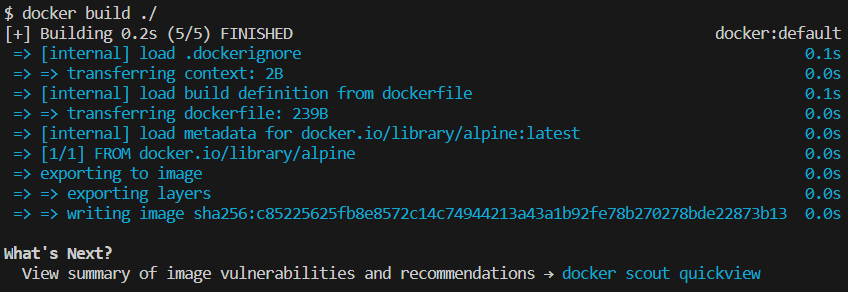 $ docker build ./
[+] Building 0.2s (5/5) FINISHED docker:default
=> [internal] load .dockerignore 0.1s
=> => transferring context: 2B 0.0s
=> [internal] load build definition from dockerfile 0.1s
=> => transferring dockerfile: 239B 0.0s
=> [internal] load metadata for docker.io/library/alpine:latest 0.0s
=> [1/1] FROM docker.io/library/alpine 0.0s
=> exporting to image 0.0s
=> => exporting layers 0.0s
=> => writing image sha256:c85225625fb8e8572c14c74944213a43a1b92fe78b270278bde22873b13 0.0s
What's Next?
View summary of image vulnerabilities and recommendations → docker scout quickview